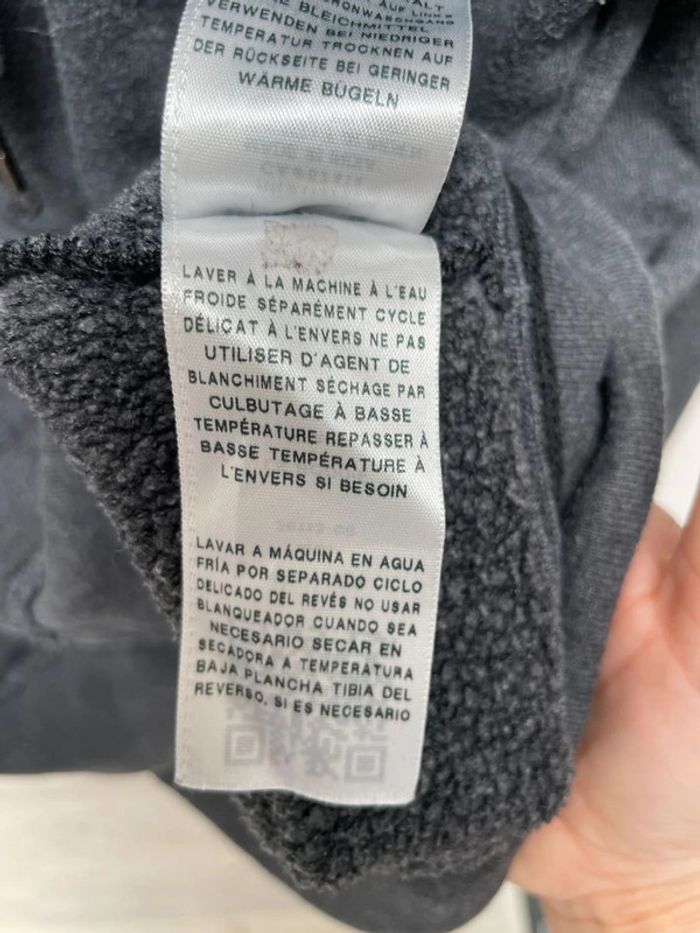 AUF LINKS
VERWENDEN BEI NIEDRIGER
TEMPERATUR TROCKNEN AUF
DER RÜCKSEITE BEI GERINGER
WÄRME BÜGELN
LAVER À LA MACHINE À L'EAU
FROIDE SÉPARÉMENT CYCLE
DÉLICAT À L'ENVERS NE PAS
UTILISER D'AGENT DE
BLANCHIMENT SÉCHAGE PAR
CULBUTAGE À BASSE
TEMPÉRATURE REPASSER À
BASSE TEMPÉRATURE À
L'ENVERS SI BESOIN
LAVAR A MÁQUINA EN AGUA
FRÍA POR SEPARADO CICLO
DELICADO DEL REVÉS NO USAR
BLANQUEADOR CUANDO SEA
NECESARIO SECAR EN
SECADORA A TEMPERATURA
BAJA PLANCHA TIBIA DEL
REVERSO, SI ES NECESARIO